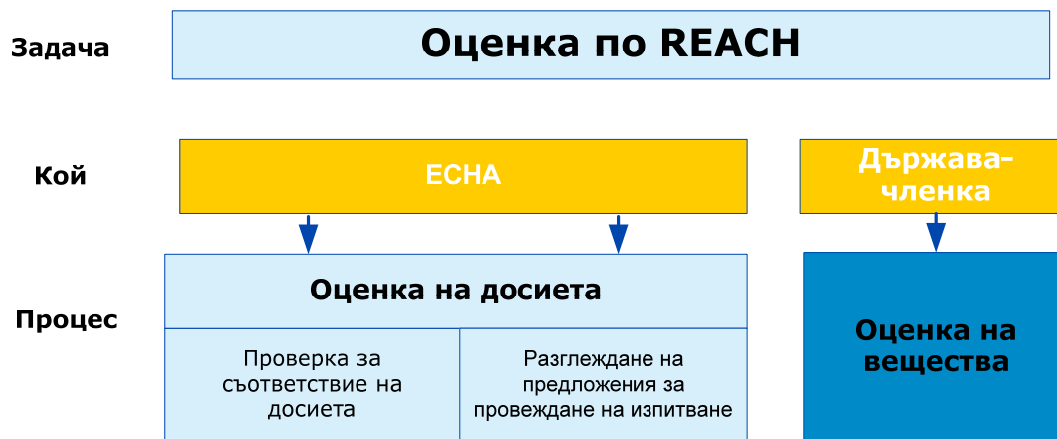 Задача
Оценка по REACH
Кой
ECHA
Държава-
членка
Процес
Оценка на досиета
Оценка на
вещества
Проверка за
съответствие на
досиета
Разглеждане на
предложения за
провеждане на изпитване